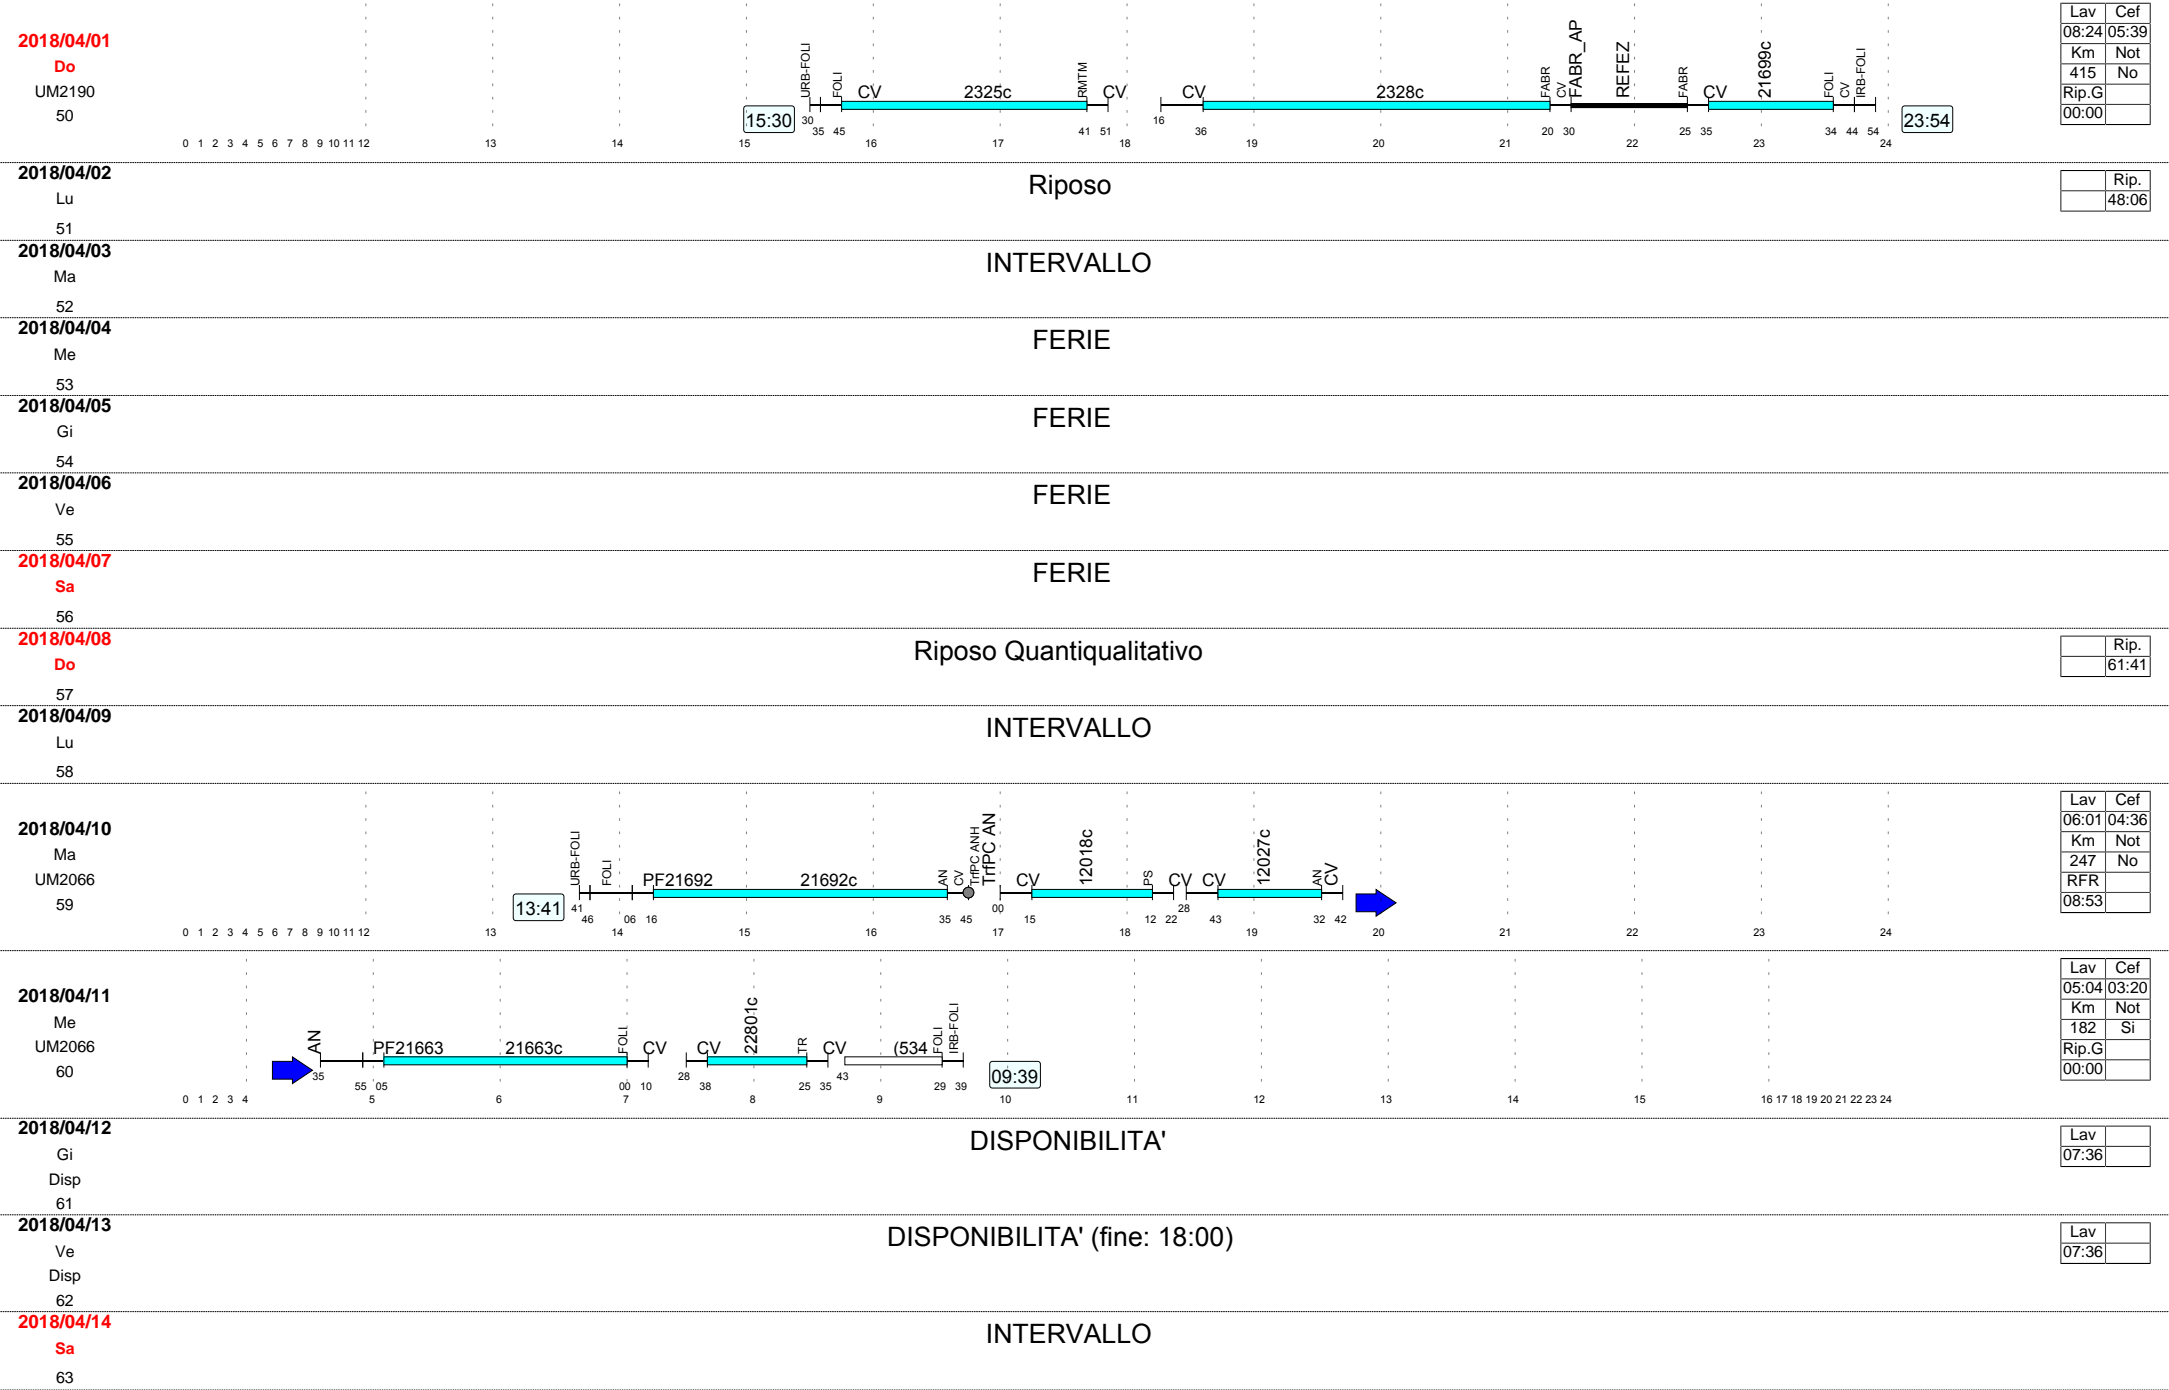 2018/04/01
Do
UM2190
50
15:30
URB-FOLI FOLI CV 2325c RMTM CV CV 2328c FABR CV FABR_AP REFEZ FABR CV 21699c FOLI CV IRB-FOLI
30 35 45 41 51 16 36 20 30 25 35 34 44 54
23:54
0 1 2 3 4 5 6 7 8 9 10 11 12 13 14 15 16 17 18 19 20 21 22 23 24
Lav Cef
08:24 05:39
Km Not
415 No
Rip.G
00:00
2018/04/02
Lu
51
Riposo
Rip.
48:06
2018/04/03
Ma
52
INTERVALLO
2018/04/04
Me
53
FERIE
2018/04/05
Gi
54
FERIE
2018/04/06
Ve
55
FERIE
2018/04/07
Sa
56
FERIE
2018/04/08
Do
57
Riposo Quantiqualitativo
Rip.
61:41
2018/04/09
Lu
58
INTERVALLO
2018/04/10
Ma
UM2066
59
13:41
URB-FOLI FOLI PF21692 21692c AN CV TrfPC ANH TrfPC AN CV 12018c PS CV CV 12027c AN CV
41 46 06 16 35 45 00 15 12 22 28 43 32 42
0 1 2 3 4 5 6 7 8 9 10 11 12 13 14 15 16 17 18 19 20 21 22 23 24
Lav Cef
06:01 04:36
Km Not
247 No
RFR
08:53
2018/04/11
Me
UM2066
60
AN PF21663 21663c FOLI CV CV 22801c TR CV (534 FOLI IRB-FOLI
35 55 05 00 10 28 38 25 35 43 29 39
09:39
0 1 2 3 4 5 6 7 8 9 10 11 12 13 14 15 16 17 18 19 20 21 22 23 24
Lav Cef
05:04 03:20
Km Not
182 Si
Rip.G
00:00
2018/04/12
Gi
Disp
61
DISPONIBILITA'
Lav
07:36
2018/04/13
Ve
Disp
62
DISPONIBILITA' (fine: 18:00)
Lav
07:36
2018/04/14
Sa
63
INTERVALLO